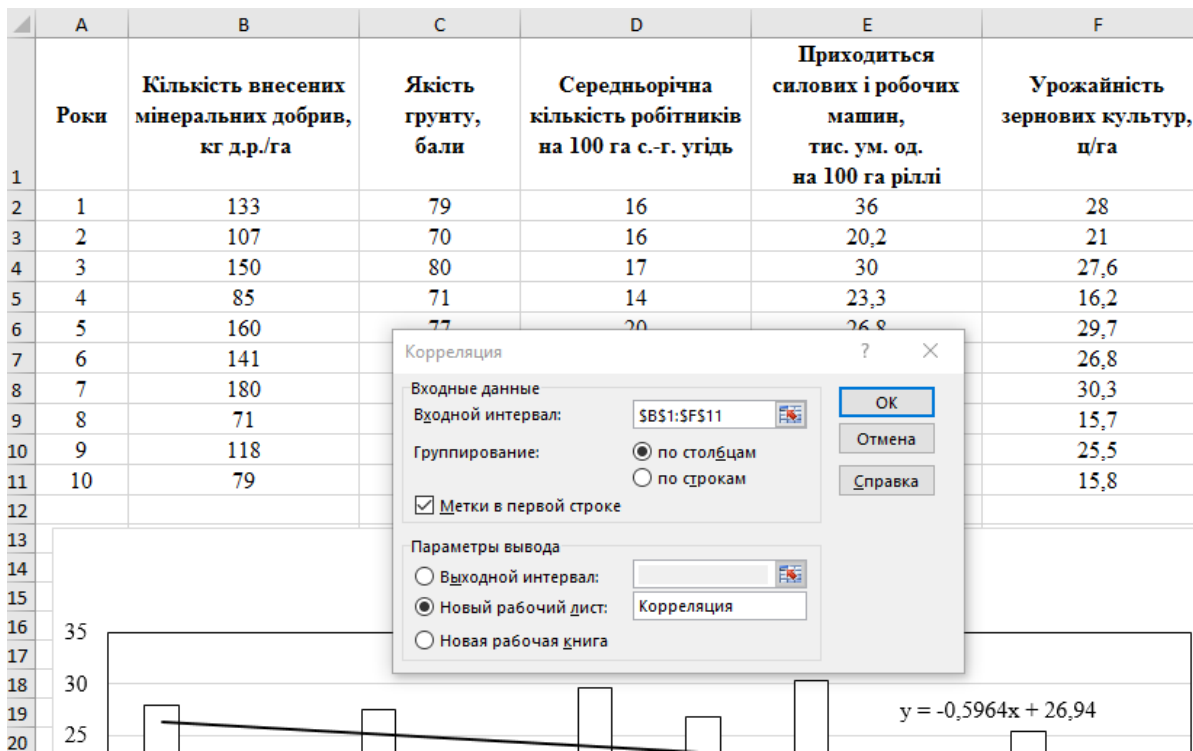 A B C D E F
1 Роки Кількість внесених мінеральних добрив, кг д.р./га Якість грунту, бали Середньорічна кількість робітників на 100 га с.-г. угідь Приходиться силових і робочих машин, тис. ум. од. на 100 га ріллі Урожайність зернових культур, ц/га
2 1 133 79 16 36 28
3 2 107 70 16 20,2 21
4 3 150 80 17 30 27,6
5 4 85 71 14 23,3 16,2
6 5 160 77 20 26,8 29,7
7 6 141 26,8
8 7 180 30,3
9 8 71 15,7
10 9 118 25,5
11 10 79 15,8
12
13
14
15
16
17
18
19
20
Корреляция ?
Входные данные
Входной интервал: $B$1:$F$11
Группирование: по столбцам
по строкам
Метки в первой строке
Параметры вывода
Выходной интервал:
Новый рабочий лист: Корреляция
Новая рабочая книга
ОК
Отмена
Справка
35
30
25
y = -0,5964x + 26,94